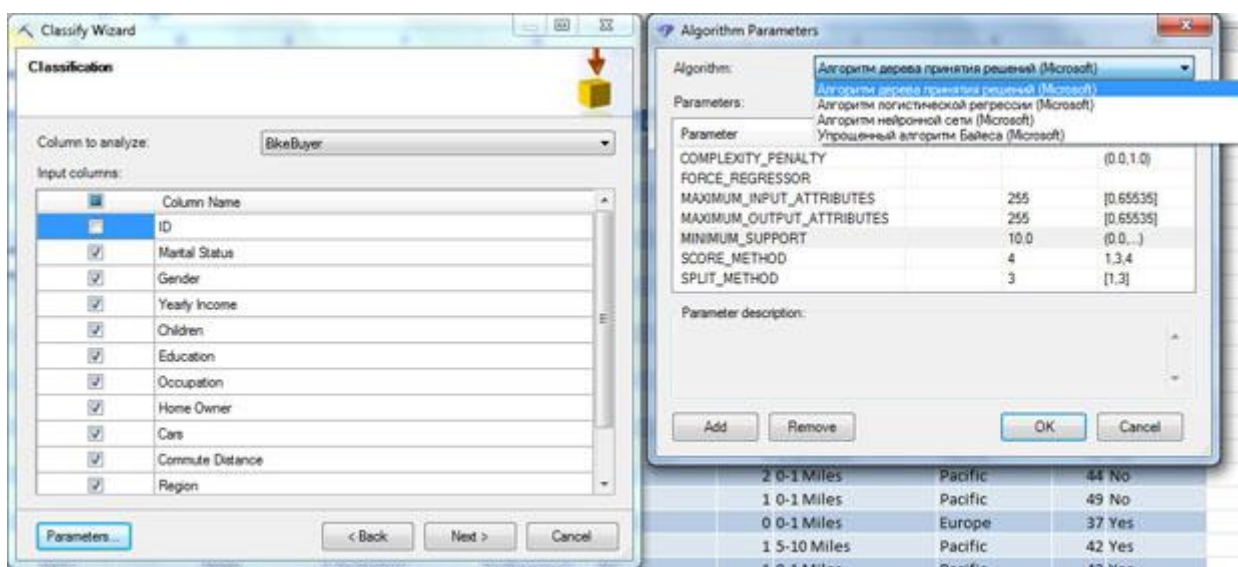 Classify Wizard
Classification
Column to analyze:
BikeBuyer
Input columns:
Column Name
ID
Marital Status
Gender
Yearly Income
Children
Education
Occupation
Home Owner
Cars
Commute Distance
Region
Parameters...
< Back
Next >
Cancel
Algorithm Parameters
Algorithm:
Алгоритм дерева принятия решений (Microsoft)
Алгоритм дерева принятия решений (Microsoft)
Алгоритм логистической регрессии (Microsoft)
Алгоритм нейронной сети (Microsoft)
Упрощенный алгоритм Байеса (Microsoft)
Parameters:
Parameter
COMPLEXITY_PENALTY (0.0,1.0)
FORCE_REGRESSOR
MAXIMUM_INPUT_ATTRIBUTES 255 [0,65535]
MAXIMUM_OUTPUT_ATTRIBUTES 255 [0,65535]
MINIMUM_SUPPORT 10.0 (0.0,...)
SCORE_METHOD 4 1,3,4
SPLIT_METHOD 3 [1,3]
Parameter description:
Add
Remove
OK
Cancel
2 0-1 Miles Pacific 44 No
1 0-1 Miles Pacific 49 No
0 0-1 Miles Europe 37 Yes
1 5-10 Miles Pacific 42 Yes